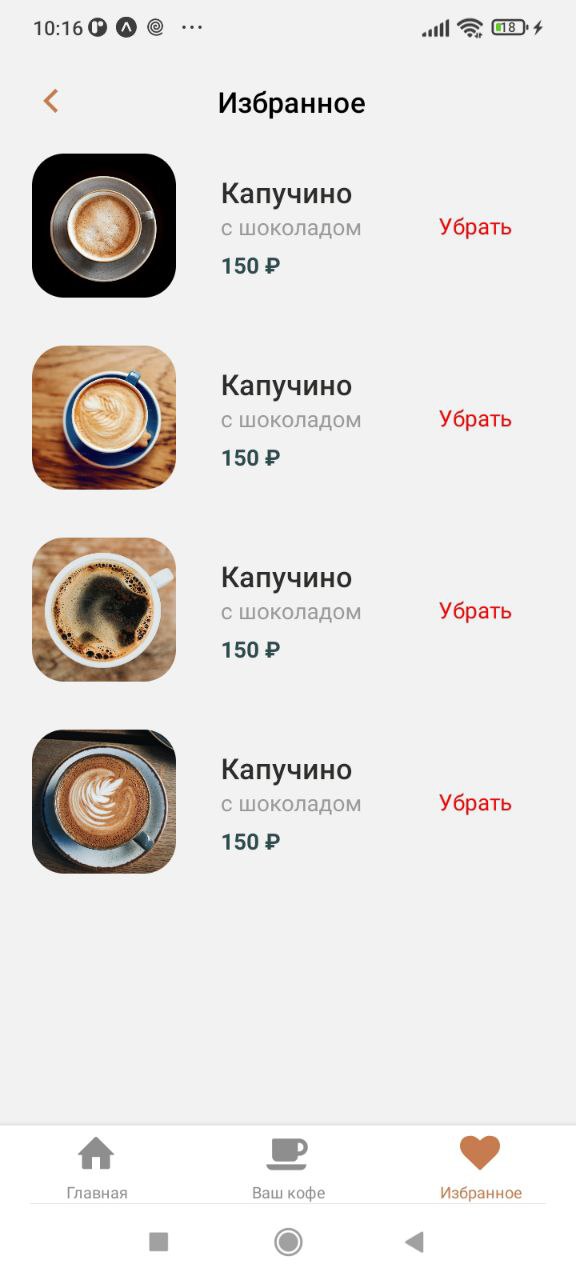 10:16
18
Избранное
Капучино
с шоколадом
150 ₽
Убрать
Капучино
с шоколадом
150 ₽
Убрать
Капучино
с шоколадом
150 ₽
Убрать
Капучино
с шоколадом
150 ₽
Убрать
Главная
Ваш кофе
Избранное